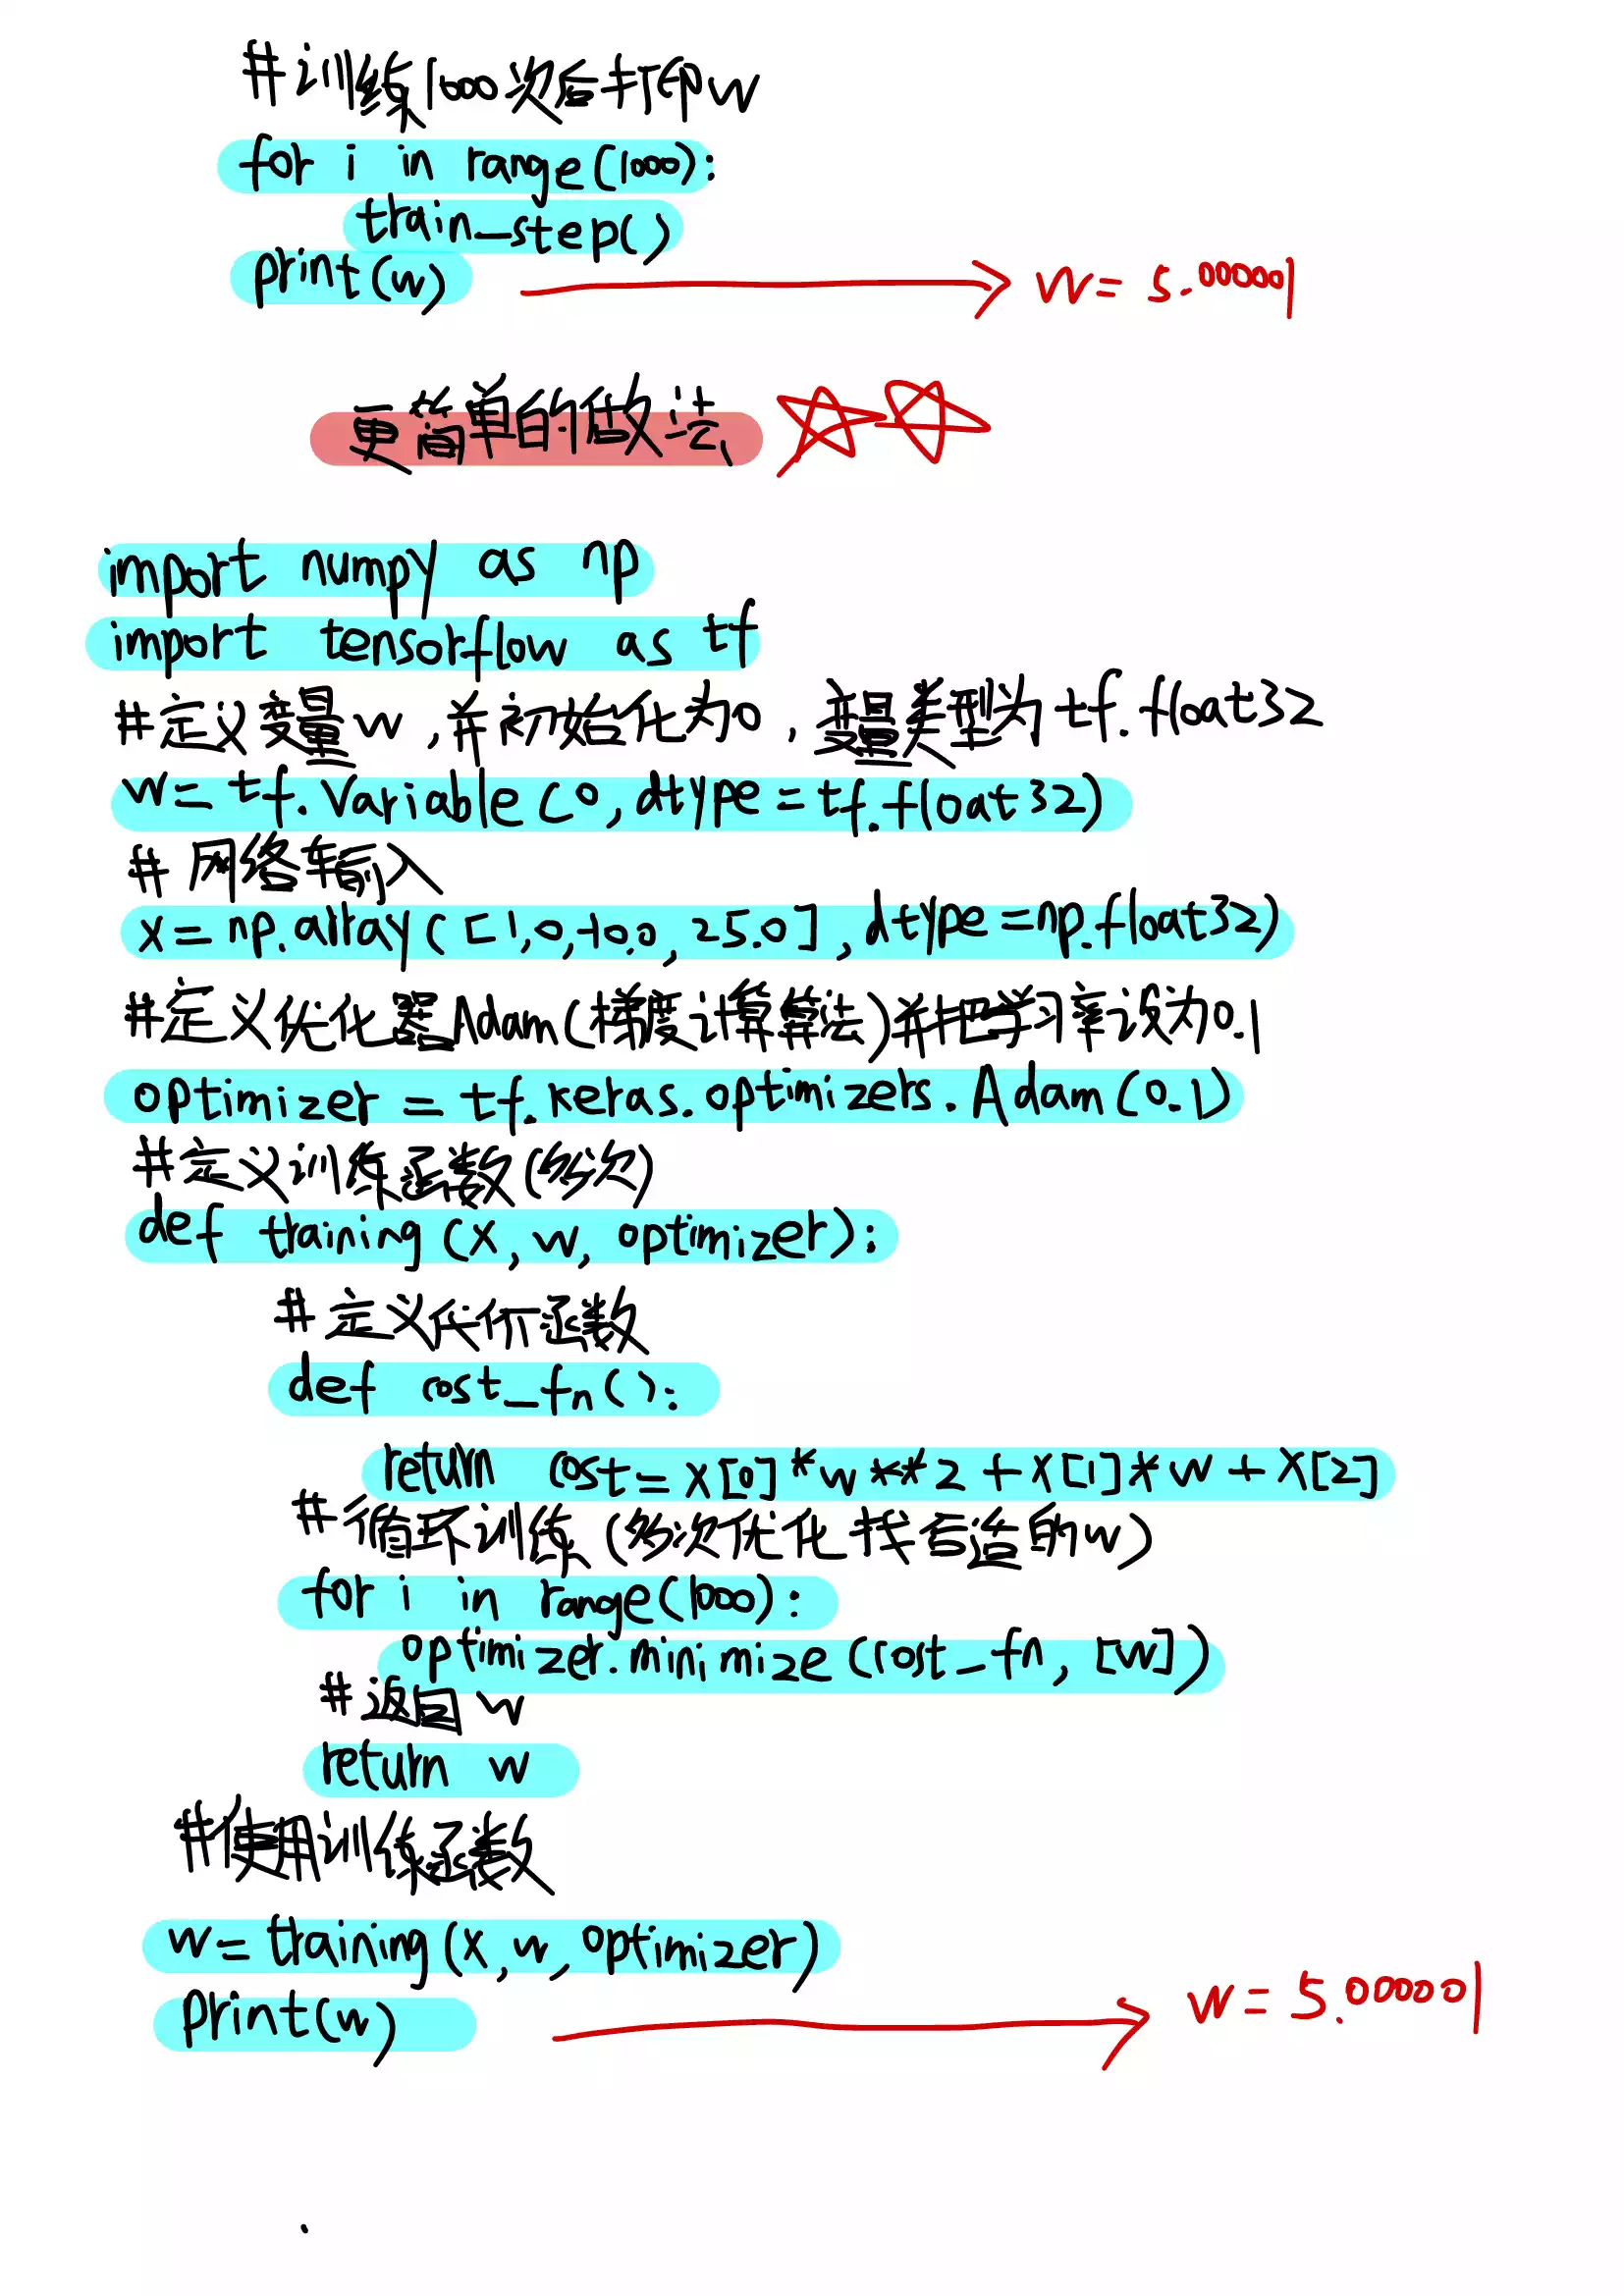 #训练1000次后打印w
for i in range(1000):
train_step()
print(w) → w = 5.000001
更简单的做法
import numpy as np
import tensorflow as tf
#定义变量w,并初始化为0,变量类型为tf.float32
w = tf.Variable(0, dtype = tf.float32)
# 网络输入
x = np.array([1,0,-10.0, 25.0], dtype = np.float32)
#定义优化器Adam(梯度计算算法)并把学习率设为0.1
optimizer = tf.keras.optimizers.Adam(0.1)
#定义训练函数(多次)
def training (x, w, optimizer):
# 定义代价函数
def cost_fn():
return cost = x[0]*w**2 + x[1]*w + x[2]
#循环训练(多次优化找合适的w)
for i in range(1000):
optimizer.minimize(cost_fn, [w])
#返回w
return w
#使用训练函数
w = training(x, w, optimizer)
print(w) → w = 5.000001